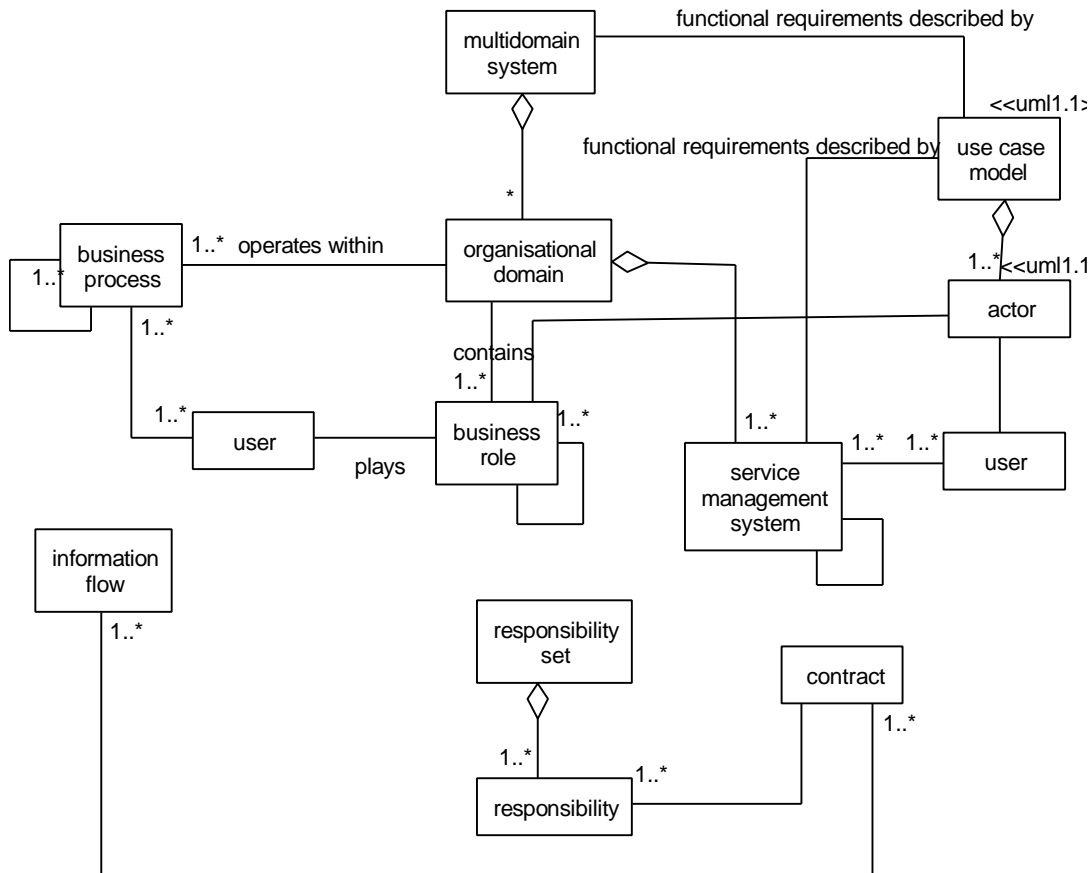 functional requirements described by
multidomain
system
<<uml1.1>
functional requirements described by
use case
model
*
1..*
operates within
organisational
domain
business
process
1..*
1..*
<<uml1.1
actor
1..*
contains
1..*
1..*
user
plays
business
role
1..*
1..*
service
management
system
1..*
1..*
user
information
flow
1..*
responsibility
set
contract
1..*
1..*
1..*
responsibility